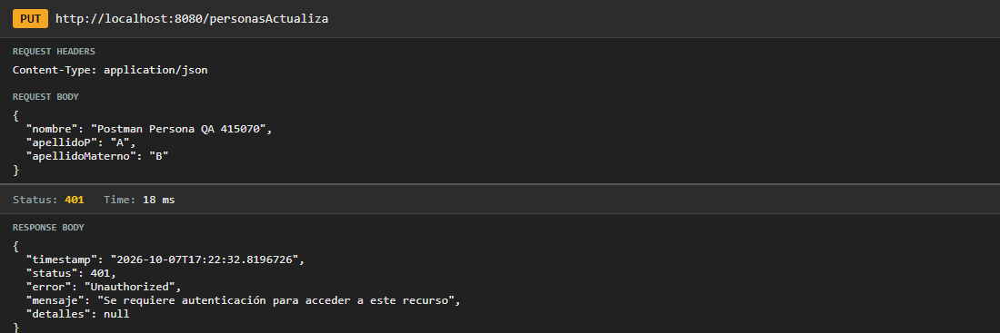 PUT http://localhost:8080/personasActualiza
REQUEST HEADERS
Content-Type: application/json
REQUEST BODY
{
  "nombre": "Postman Persona QA 415070",
  "apellidoP": "A",
  "apellidoMaterno": "B"
}
Status: 401 Time: 18 ms
RESPONSE BODY
{
  "timestamp": "2026-10-07T17:22:32.8196726",
  "status": 401,
  "error": "Unauthorized",
  "mensaje": "Se requiere autenticación para acceder a este recurso",
  "detalles": null
}